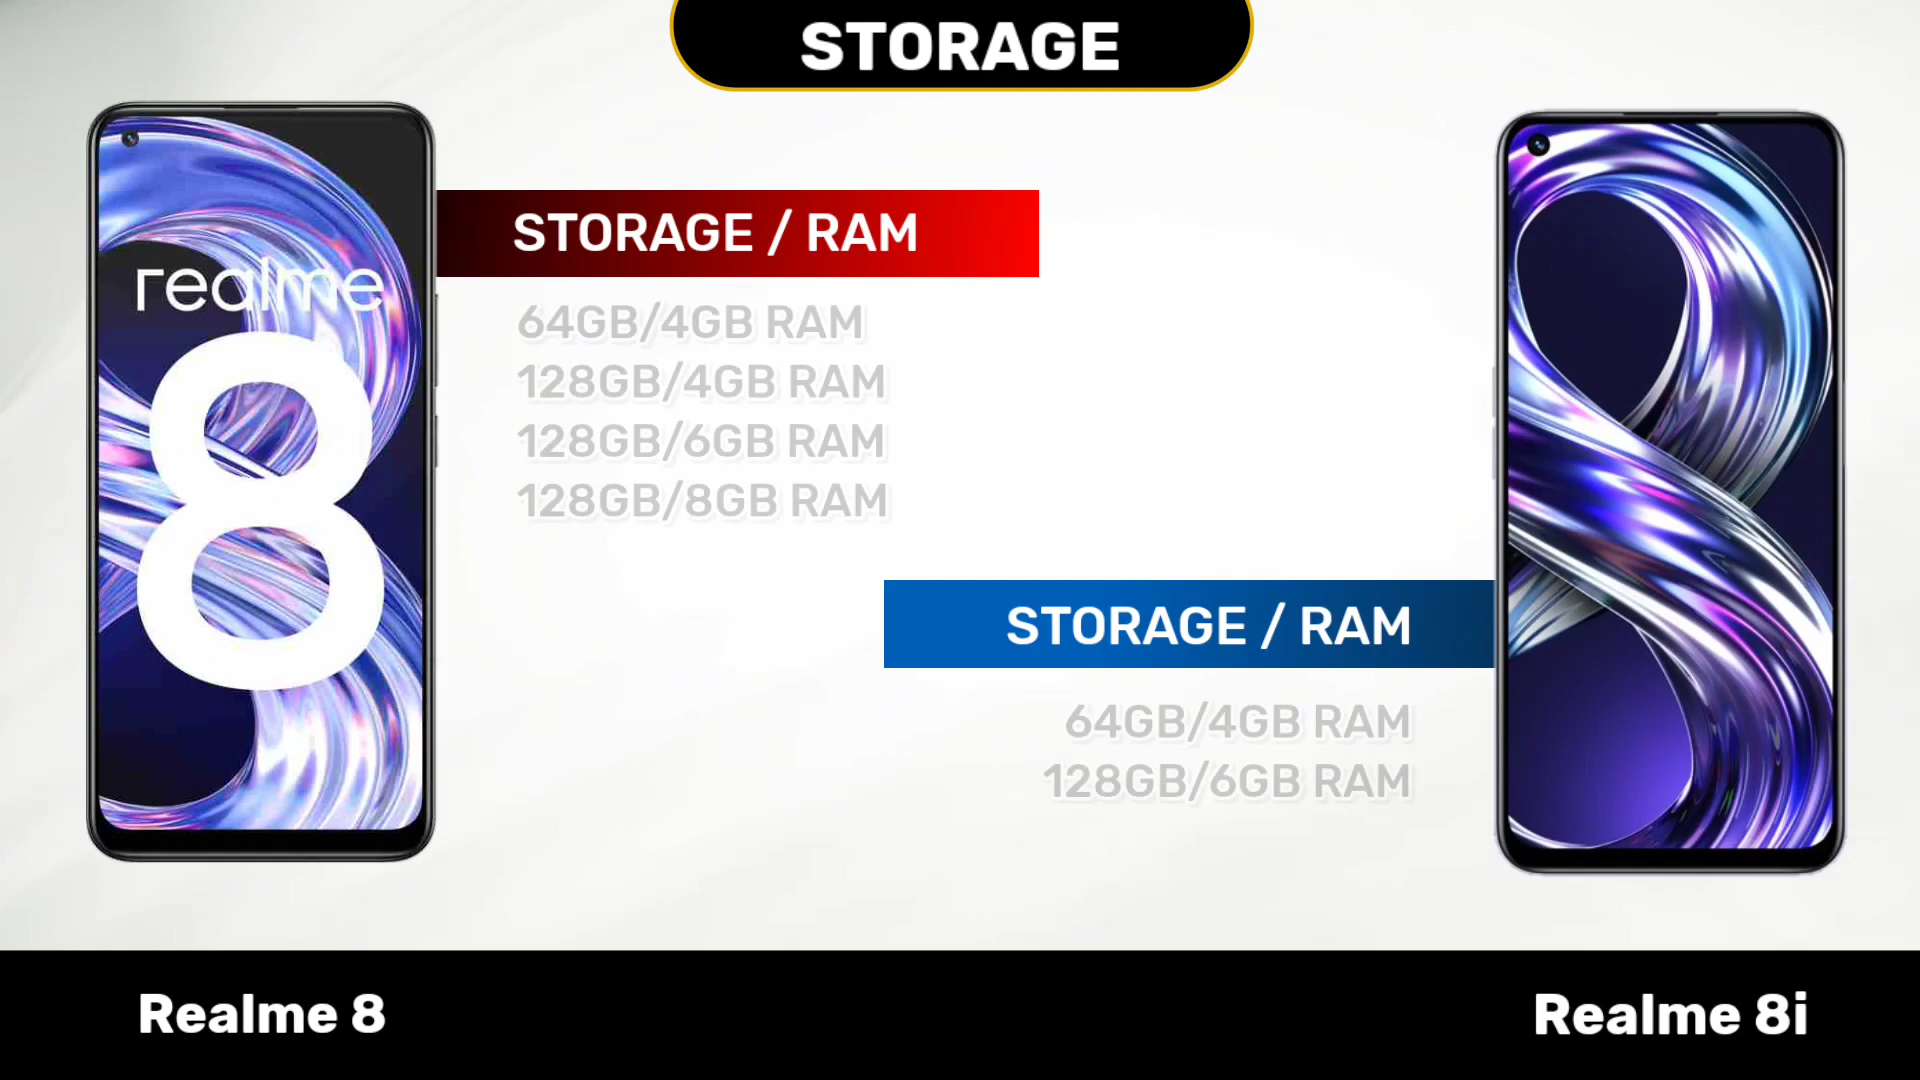 STORAGE
realme
8
STORAGE / RAM
64GB/4GB RAM
128GB/4GB RAM
128GB/6GB RAM
128GB/8GB RAM
STORAGE / RAM
64GB/4GB RAM
128GB/6GB RAM
Realme 8
Realme 8i